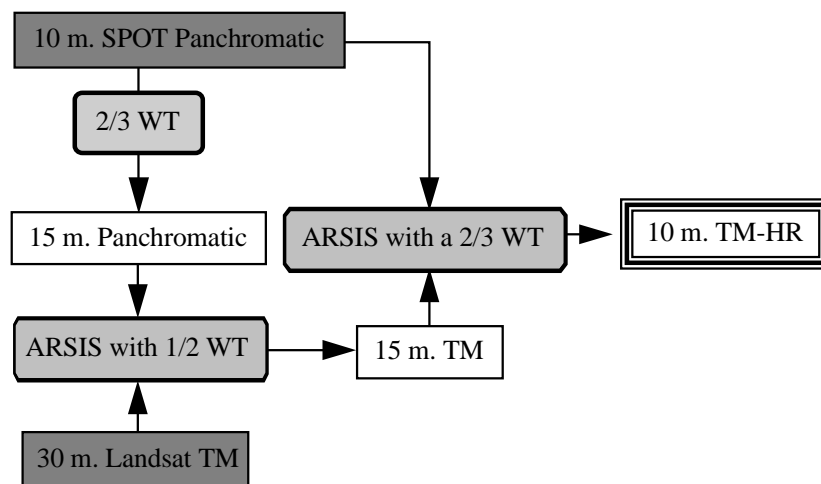 10 m. SPOT Panchromatic
2/3 WT
15 m. Panchromatic
ARSIS with a 2/3 WT
10 m. TM-HR
ARSIS with 1/2 WT
15 m. TM
30 m. Landsat TM